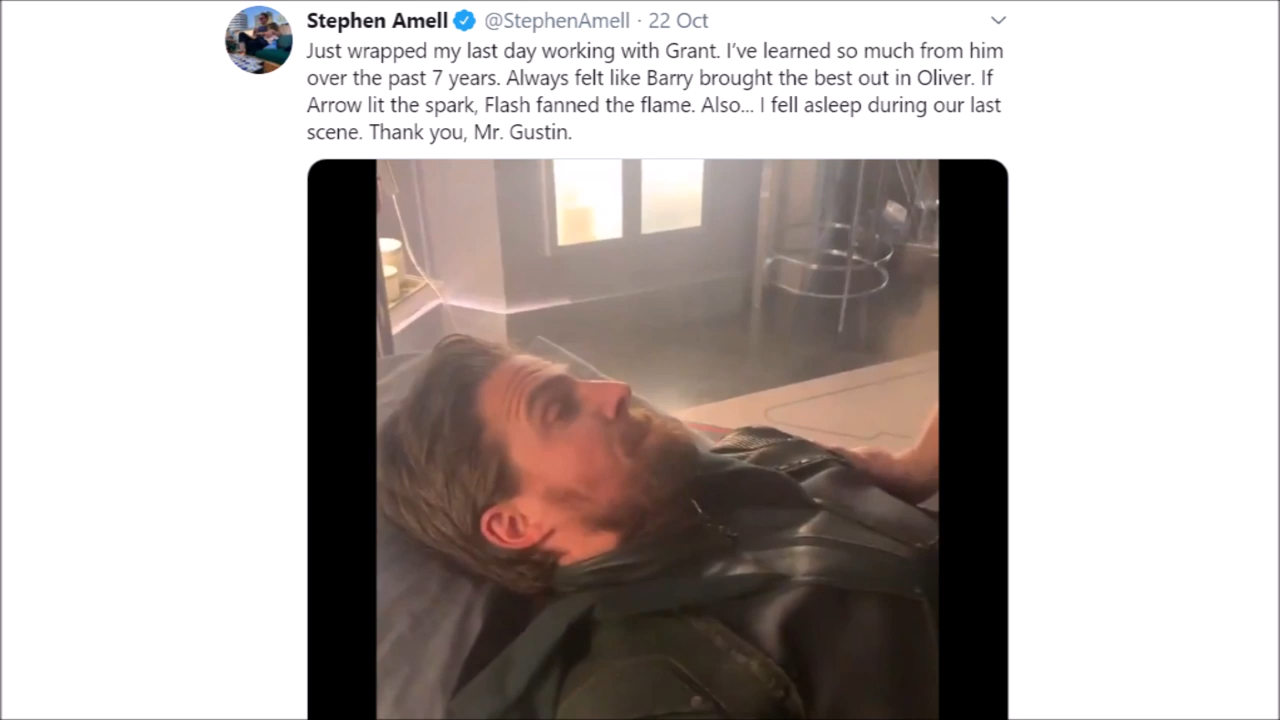 Stephen Amell @StephenAmell · 22 Oct
Just wrapped my last day working with Grant. I’ve learned so much from him
over the past 7 years. Always felt like Barry brought the best out in Oliver. If
Arrow lit the spark, Flash fanned the flame. Also... I fell asleep during our last
scene. Thank you, Mr. Gustin.